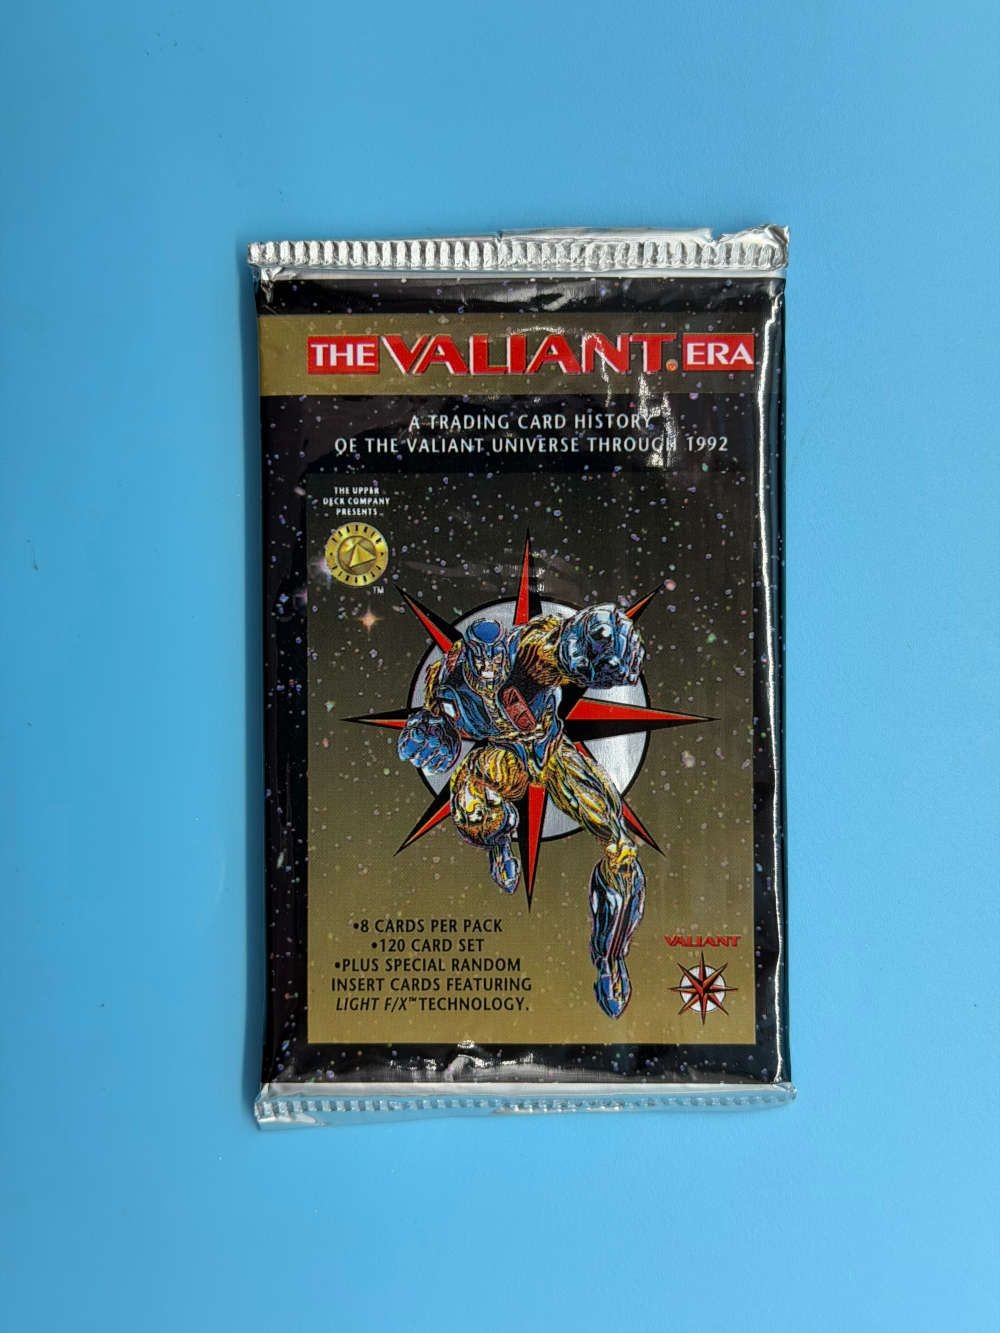 THE VALIANT. ERA
A TRADING CARD HISTORY
OF THE VALIANT UNIVERSE THROUGH 1992
THE UPPER
DECK COMPANY
PRESENTS
TM
•8 CARDS PER PACK
•120 CARD SET
•PLUS SPECIAL RANDOM
INSERT CARDS FEATURING
LIGHT F/X™ TECHNOLOGY.
VALIANT